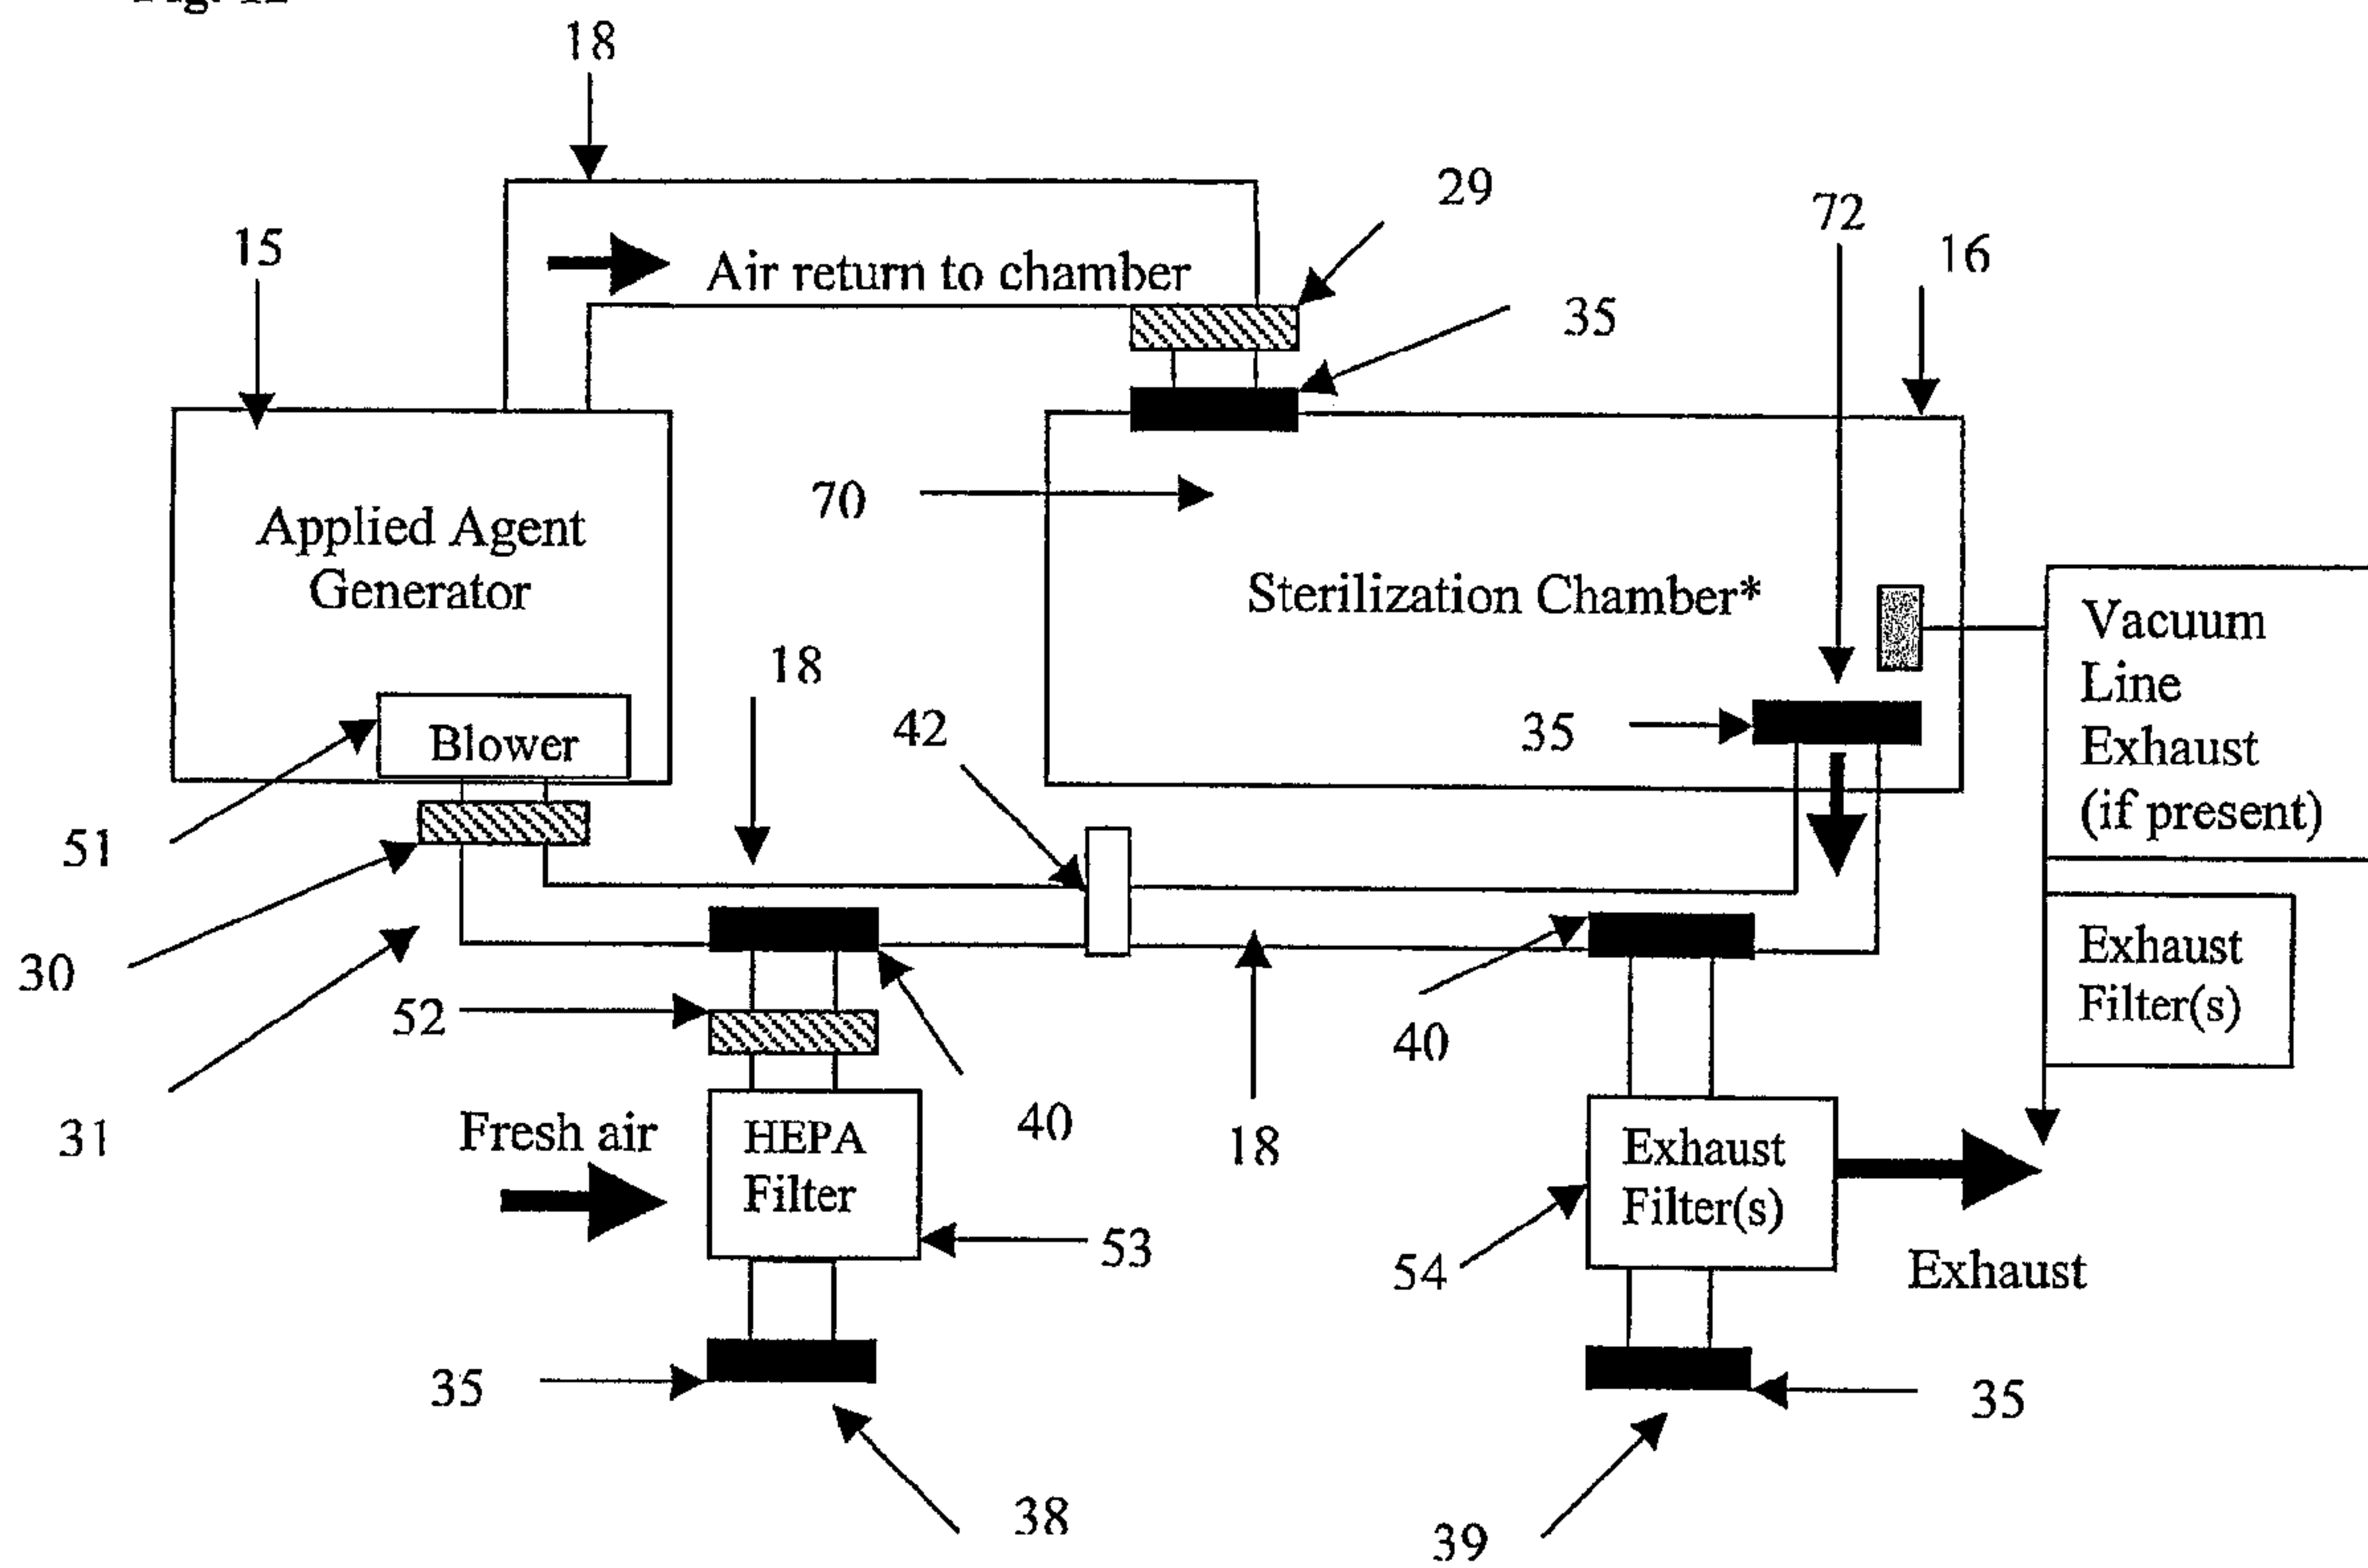 18
29
72
15
16
Air return to chamber
35
70
Applied Agent
Generator
Sterilization Chamber*
Vacuum
Line
Exhaust
(if present)
18
42
35
Blower
51
30
52
40
40
Exhaust
Filter(s)
31
Fresh air
HEPA
Filter
18
Exhaust
Filter(s)
53
54
Exhaust
35
35
38
39